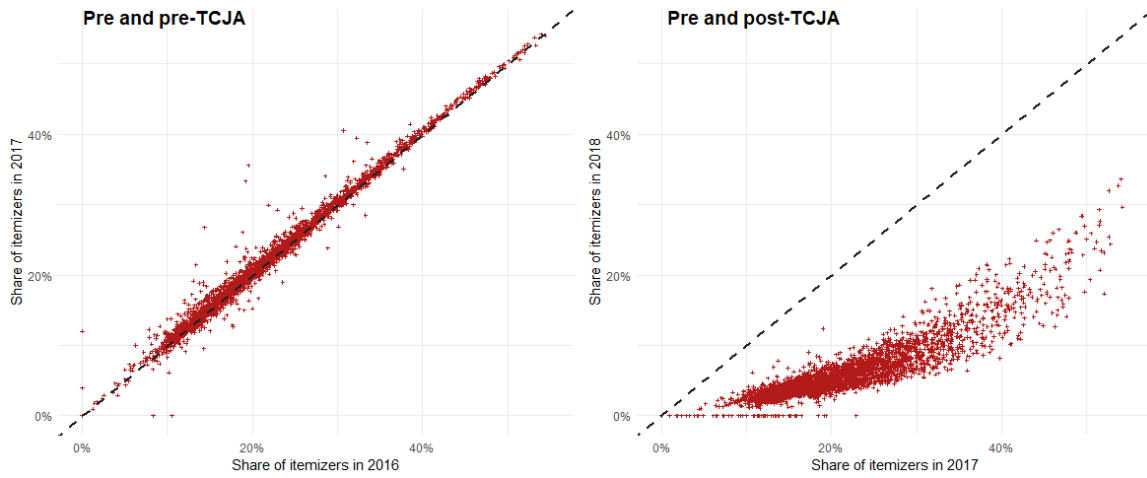 Pre and pre-TCJA
Share of itemizers in 2017
40%
20%
0%
0%
20%
40%
Share of itemizers in 2016
Pre and post-TCJA
Share of itemizers in 2018
40%
20%
0%
0%
20%
40%
Share of itemizers in 2017